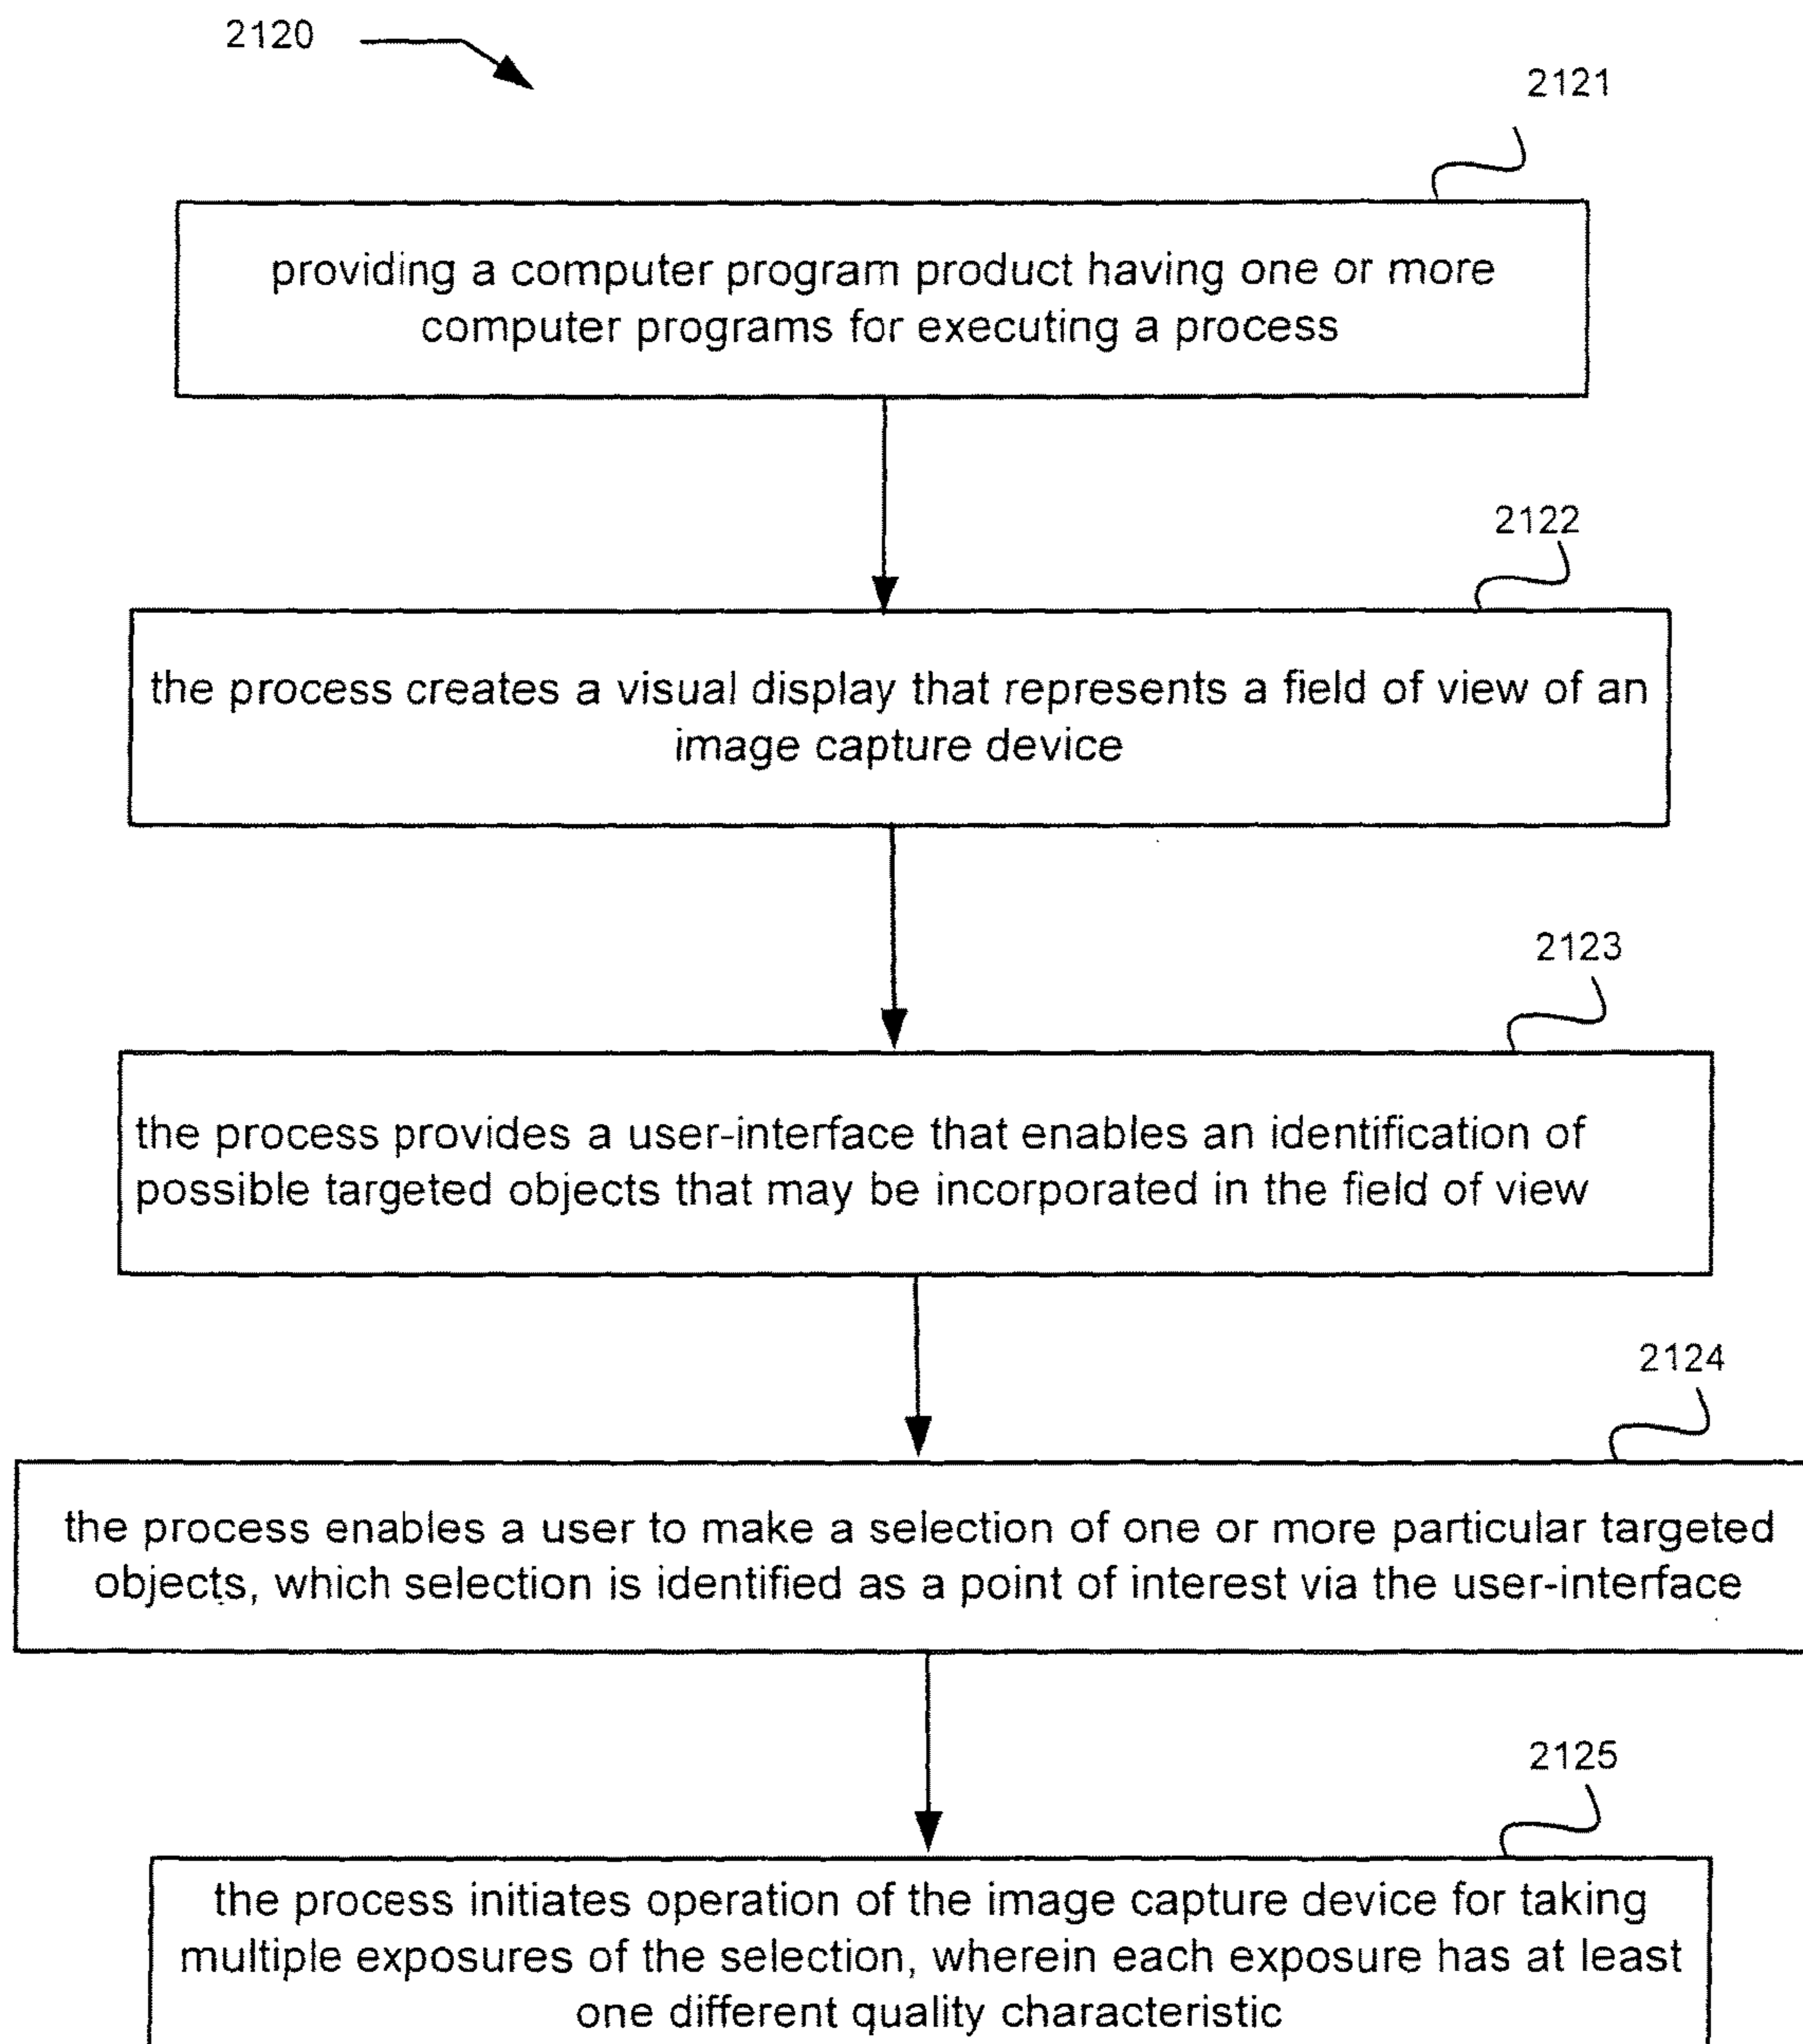 2120
2121
providing a computer program product having one or more
computer programs for executing a process
2122
the process creates a visual display that represents a field of view of an
image capture device
2123
the process provides a user-interface that enables an identification of
possible targeted objects that may be incorporated in the field of view
2124
the process enables a user to make a selection of one or more particular targeted
objects, which selection is identified as a point of interest via the user-interface
2125
the process initiates operation of the image capture device for taking
multiple exposures of the selection, wherein each exposure has at least
one different quality characteristic